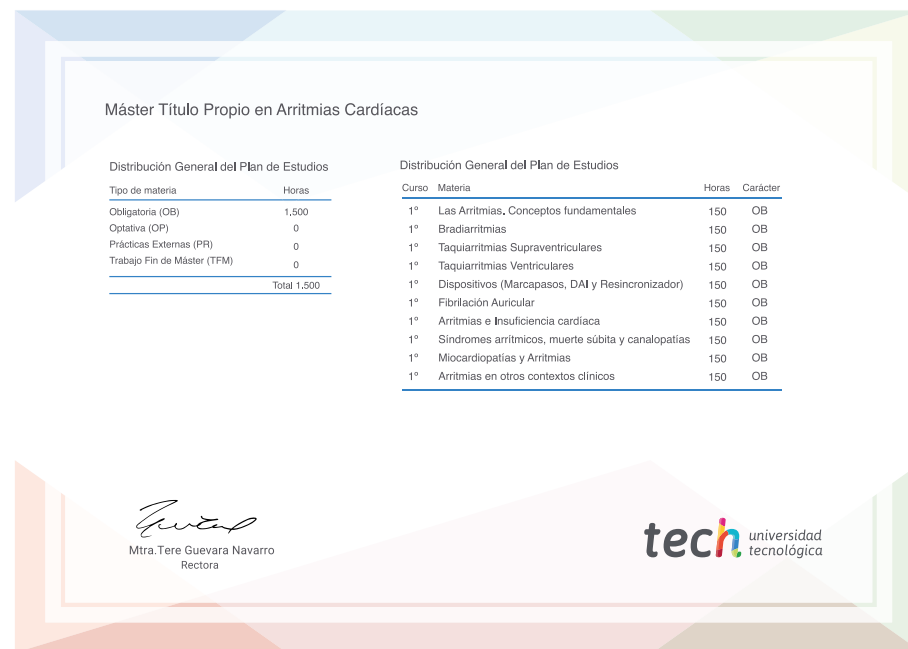 Máster Título Propio en Arritmias Cardíacas
Distribución General del Plan de Estudios
Tipo de materia Horas
Obligatoria (OB) 1,500
Optativa (OP) 0
Prácticas Externas (PR) 0
Trabajo Fin de Máster (TFM) 0
Total 1.500
Distribución General del Plan de Estudios
Curso Materia Horas Carácter
1º Las Arritmias. Conceptos fundamentales 150 OB
1º Bradiarritmias 150 OB
1º Taquiarritmias Supraventriculares 150 OB
1º Taquiarritmias Ventriculares 150 OB
1º Dispositivos (Marcapasos, DAI y Resincronizador) 150 OB
1º Fibrilación Auricular 150 OB
1º Arritmias e Insuficiencia cardíaca 150 OB
1º Síndromes arrítmicos, muerte súbita y canalopatías 150 OB
1º Miocardiopatías y Arritmias 150 OB
1º Arritmias en otros contextos clínicos 150 OB
Mtra.Tere Guevara Navarro
Rectora
tech universidad
tecnológica